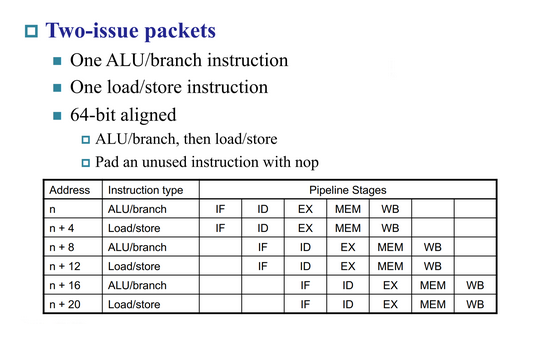 Two-issue packets
One ALU/branch instruction
One load/store instruction
64-bit aligned
ALU/branch, then load/store
Pad an unused instruction with nop
Address Instruction type Pipeline Stages
n ALU/branch IF ID EX MEM WB
n + 4 Load/store IF ID EX MEM WB
n + 8 ALU/branch IF ID EX MEM WB
n + 12 Load/store IF ID EX MEM WB
n + 16 ALU/branch IF ID EX MEM WB
n + 20 Load/store IF ID EX MEM WB